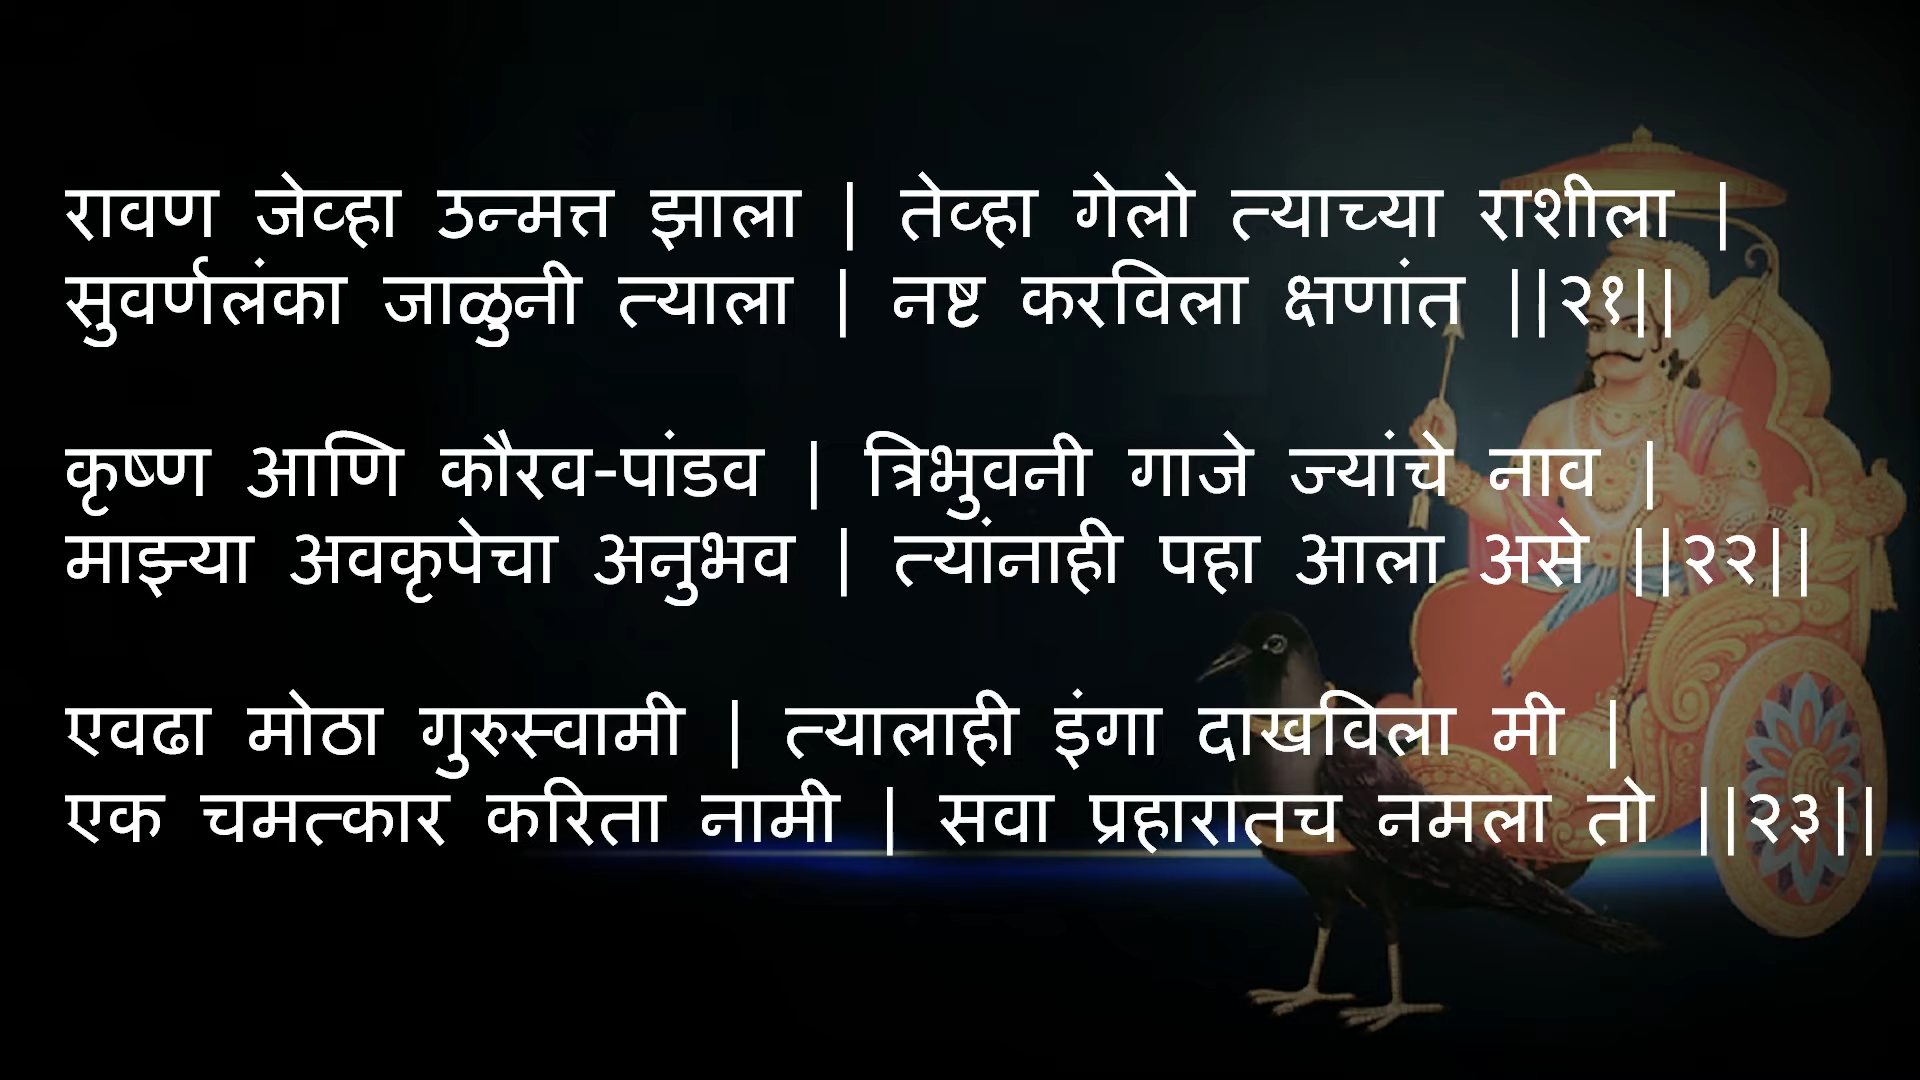 रावण जेव्हा उन्मत्त झाला | तेव्हा गेलो त्याच्या राशीला |
सुवर्णलंका जाळुनी त्याला | नष्ट करविला क्षणांत ||२१||
कृष्ण आणि कौरव-पांडव | त्रिभुवनी गाजे ज्यांचे नाव |
माझ्या अवकृपेचा अनुभव | त्यांनाही पहा आला असे ||२२||
एवढा मोठा गुरुस्वामी | त्यालाही इंगा दाखविला मी |
एक चमत्कार करिता नामी | सवा प्रहारातच नमला तो ||२३||